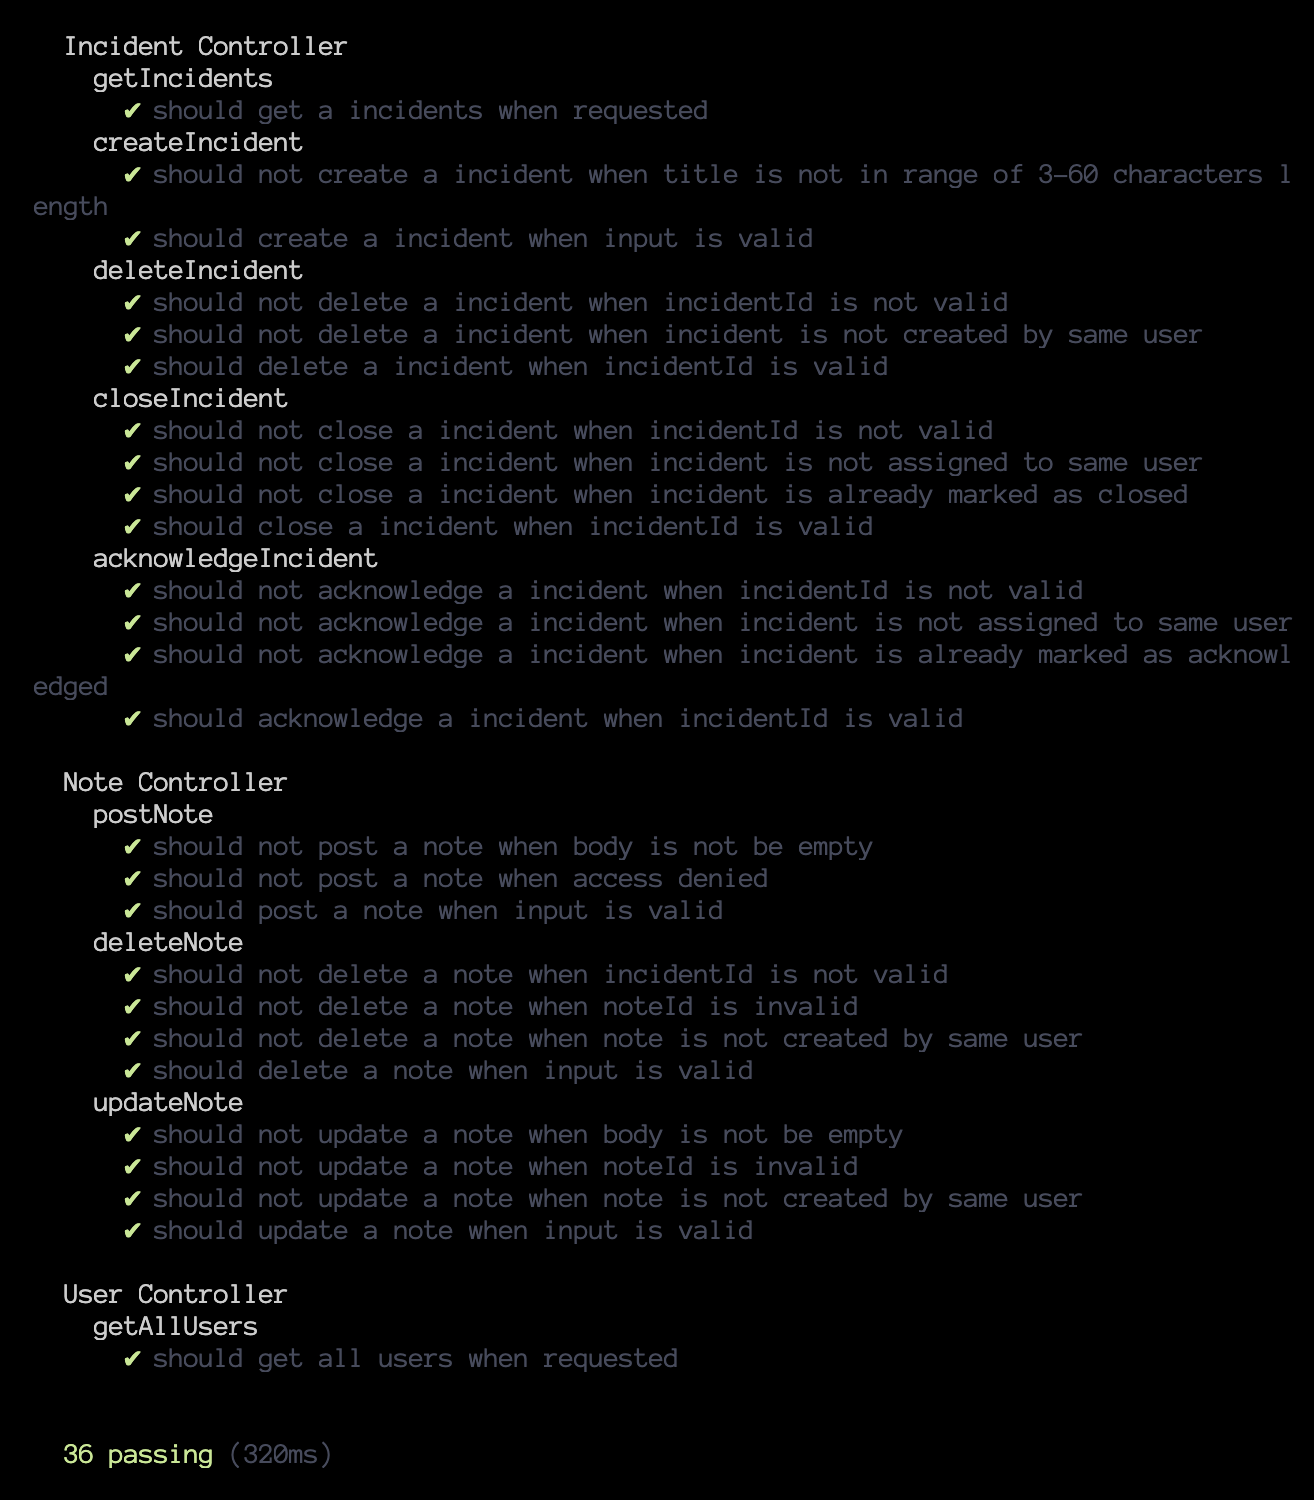 Incident Controller
getIncidents
✔ should get a incidents when requested
createIncident
✔ should not create a incident when title is not in range of 3-60 characters l
ength
✔ should create a incident when input is valid
deleteIncident
✔ should not delete a incident when incidentId is not valid
✔ should not delete a incident when incident is not created by same user
✔ should delete a incident when incidentId is valid
closeIncident
✔ should not close a incident when incidentId is not valid
✔ should not close a incident when incident is not assigned to same user
✔ should not close a incident when incident is already marked as closed
✔ should close a incident when incidentId is valid
acknowledgeIncident
✔ should not acknowledge a incident when incidentId is not valid
✔ should not acknowledge a incident when incident is not assigned to same user
✔ should not acknowledge a incident when incident is already marked as acknowl
edged
✔ should acknowledge a incident when incidentId is valid
Note Controller
postNote
✔ should not post a note when body is not be empty
✔ should not post a note when access denied
✔ should post a note when input is valid
deleteNote
✔ should not delete a note when incidentId is not valid
✔ should not delete a note when noteId is invalid
✔ should not delete a note when note is not created by same user
✔ should delete a note when input is valid
updateNote
✔ should not update a note when body is not be empty
✔ should not update a note when noteId is invalid
✔ should not update a note when note is not created by same user
✔ should update a note when input is valid
User Controller
getAllUsers
✔ should get all users when requested
36 passing (320ms)